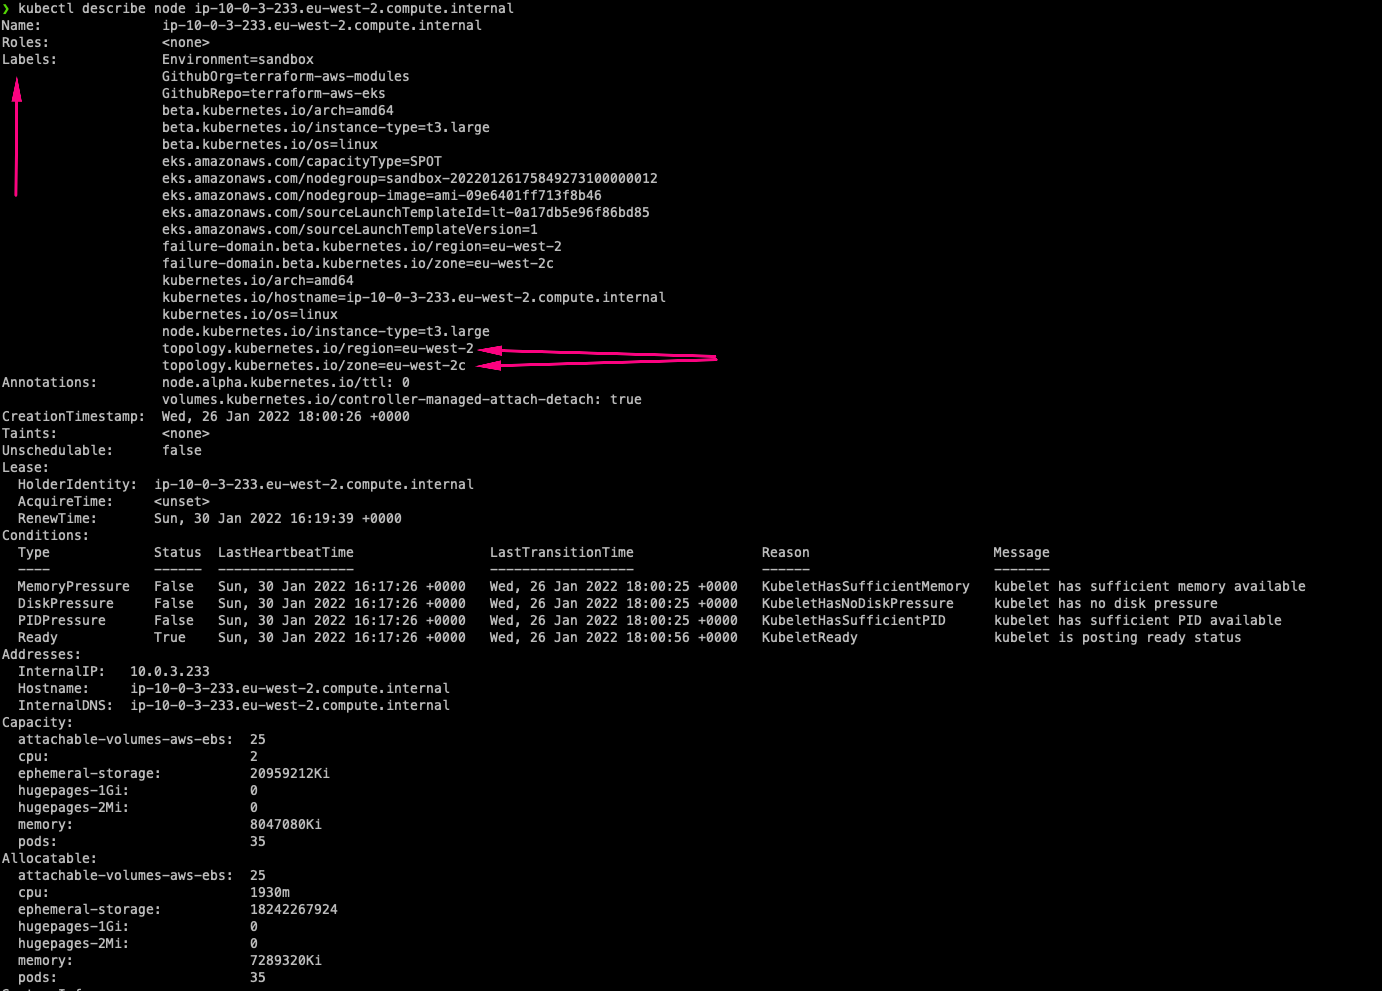 ❯ kubectl describe node ip-10-0-3-233.eu-west-2.compute.internal
Name:               ip-10-0-3-233.eu-west-2.compute.internal
Roles:              <none>
Labels:             Environment=sandbox
                    GithubOrg=terraform-aws-modules
                    GithubRepo=terraform-aws-eks
                    beta.kubernetes.io/arch=amd64
                    beta.kubernetes.io/instance-type=t3.large
                    beta.kubernetes.io/os=linux
                    eks.amazonaws.com/capacityType=SPOT
                    eks.amazonaws.com/nodegroup=sandbox-20220126175849273100000012
                    eks.amazonaws.com/nodegroup-image=ami-09e6401ff713f8b46
                    eks.amazonaws.com/sourceLaunchTemplateId=lt-0a17db5e96f86bd85
                    eks.amazonaws.com/sourceLaunchTemplateVersion=1
                    failure-domain.beta.kubernetes.io/region=eu-west-2
                    failure-domain.beta.kubernetes.io/zone=eu-west-2c
                    kubernetes.io/arch=amd64
                    kubernetes.io/hostname=ip-10-0-3-233.eu-west-2.compute.internal
                    kubernetes.io/os=linux
                    node.kubernetes.io/instance-type=t3.large
                    topology.kubernetes.io/region=eu-west-2
                    topology.kubernetes.io/zone=eu-west-2c
Annotations:        node.alpha.kubernetes.io/ttl: 0
                    volumes.kubernetes.io/controller-managed-attach-detach: true
CreationTimestamp:  Wed, 26 Jan 2022 18:00:26 +0000
Taints:             <none>
Unschedulable:      false
Lease:
  HolderIdentity:  ip-10-0-3-233.eu-west-2.compute.internal
  AcquireTime:     <unset>
  RenewTime:       Sun, 30 Jan 2022 16:19:39 +0000
Conditions:
  Type             Status  LastHeartbeatTime                 LastTransitionTime                Reason                       Message
  ----             ------  -----------------                 ------------------                ------                       -------
  MemoryPressure   False   Sun, 30 Jan 2022 16:17:26 +0000   Wed, 26 Jan 2022 18:00:25 +0000   KubeletHasSufficientMemory   kubelet has sufficient memory available
  DiskPressure     False   Sun, 30 Jan 2022 16:17:26 +0000   Wed, 26 Jan 2022 18:00:25 +0000   KubeletHasNoDiskPressure     kubelet has no disk pressure
  PIDPressure      False   Sun, 30 Jan 2022 16:17:26 +0000   Wed, 26 Jan 2022 18:00:25 +0000   KubeletHasSufficientPID      kubelet has sufficient PID available
  Ready            True    Sun, 30 Jan 2022 16:17:26 +0000   Wed, 26 Jan 2022 18:00:56 +0000   KubeletReady                 kubelet is posting ready status
Addresses:
  InternalIP:   10.0.3.233
  Hostname:     ip-10-0-3-233.eu-west-2.compute.internal
  InternalDNS:  ip-10-0-3-233.eu-west-2.compute.internal
Capacity:
  attachable-volumes-aws-ebs:  25
  cpu:                         2
  ephemeral-storage:           20959212Ki
  hugepages-1Gi:               0
  hugepages-2Mi:               0
  memory:                      8047080Ki
  pods:                        35
Allocatable:
  attachable-volumes-aws-ebs:  25
  cpu:                         1930m
  ephemeral-storage:           18242267924
  hugepages-1Gi:               0
  hugepages-2Mi:               0
  memory:                      7289320Ki
  pods:                        35